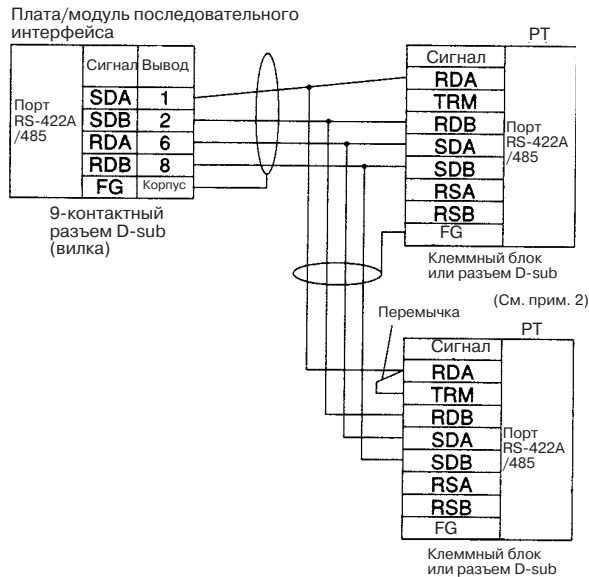 Плата/модуль последовательного
интерфейса
Порт
RS-422A
/485
Сигнал Вывод
SDA 1
SDB 2
RDA 6
RDB 8
FG Корпус
9-контактный
разъем D-sub
(вилка)
PT
Сигнал
RDA
TRM
RDB
SDA
SDB
RSA
RSB
FG
Порт
RS-422A
/485
Клеммный блок
или разъем D-sub
(См. прим. 2)
Перемычка
PT
Сигнал
RDA
TRM
RDB
SDA
SDB
RSA
RSB
FG
Порт
RS-422A
/485
Клеммный блок
или разъем D-sub